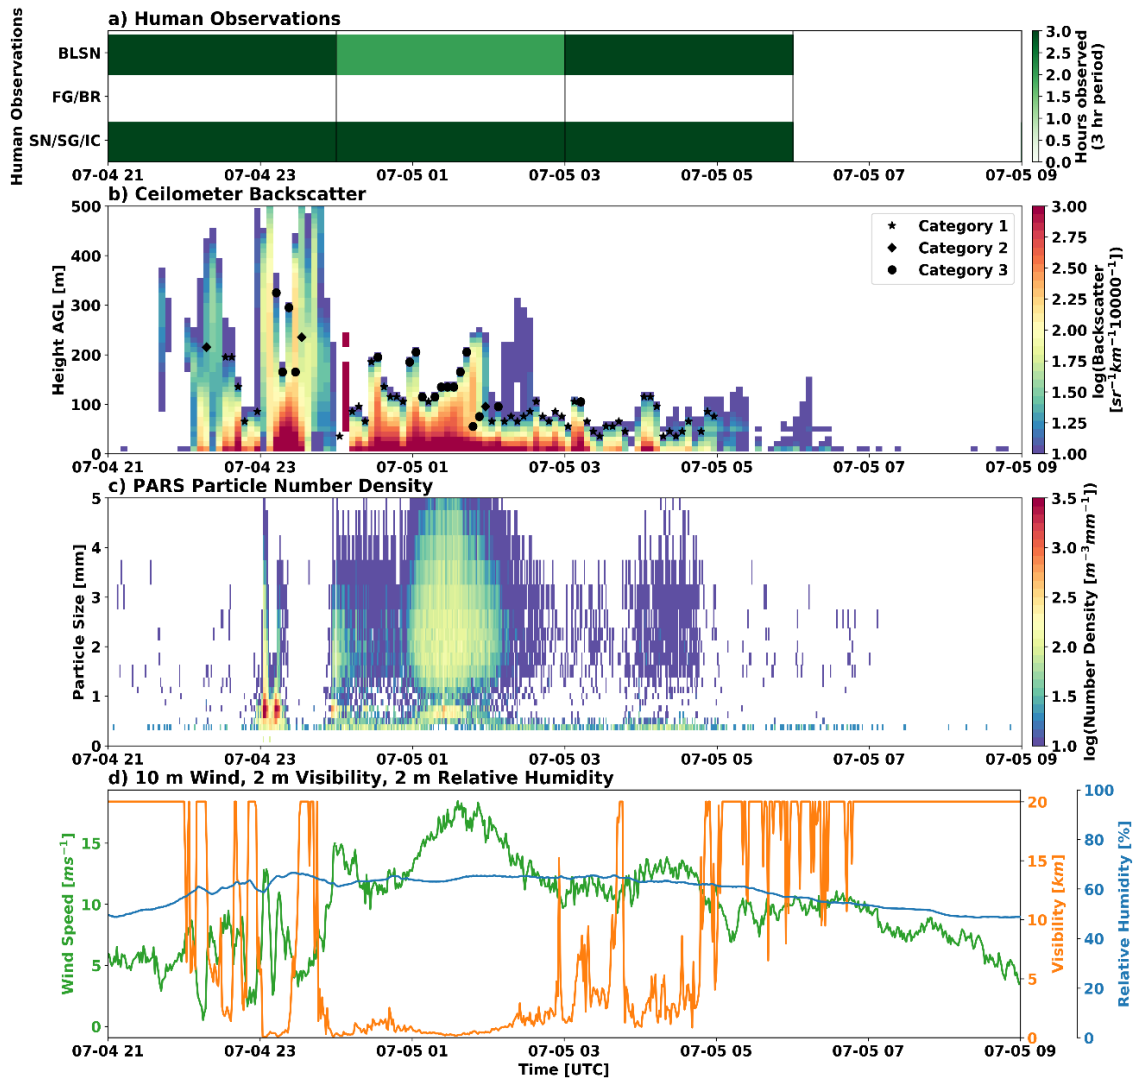 a) Human Observations
Human Observations
BLSN
FG/BR
SN/SG/IC
07-04 21 07-04 23 07-05 01 07-05 03 07-05 05 07-05 07 07-05 09
3.0
2.5
2.0
1.5
1.0
0.5
0.0
Hours observed
(3 hr period)
b) Ceilometer Backscatter
Height AGL [m]
500
400
300
200
100
0
Category 1
Category 2
Category 3
07-04 21 07-04 23 07-05 01 07-05 03 07-05 05 07-05 07 07-05 09
3.00
2.75
2.50
2.25
2.00
1.75
1.50
1.25
1.00
log(Backscatter
[sr⁻¹km⁻¹10000⁻¹])
c) PARS Particle Number Density
Particle Size [mm]
5
4
3
2
1
0
07-04 21 07-04 23 07-05 01 07-05 03 07-05 05 07-05 07 07-05 09
3.5
3.0
2.5
2.0
1.5
1.0
log(Number Density [m⁻³mm⁻¹])
d) 10 m Wind, 2 m Visibility, 2 m Relative Humidity
Wind Speed [ms⁻¹]
15
10
5
0
20
15
10
5
0
Visibility [km]
100
80
60
40
20
0
Relative Humidity [%]
07-04 21 07-04 23 07-05 01 07-05 03 07-05 05 07-05 07 07-05 09
Time [UTC]